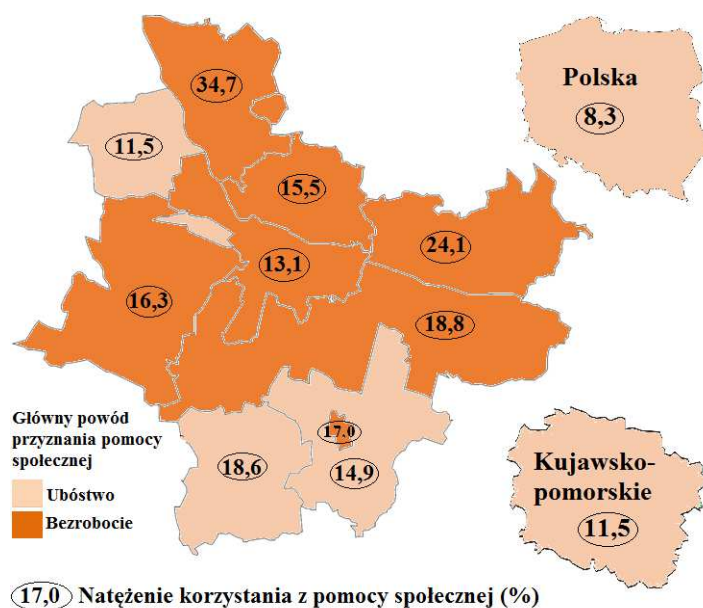 34,7
Polska
8,3
11,5
15,5
24,1
13,1
16,3
18,8
Główny powód
przyznania pomocy
społecznej
Ubóstwo
Bezrobocie
17,0
18,6
14,9
Kujawsko-
pomorskie
11,5
17,0 Natężenie korzystania z pomocy społecznej (%)